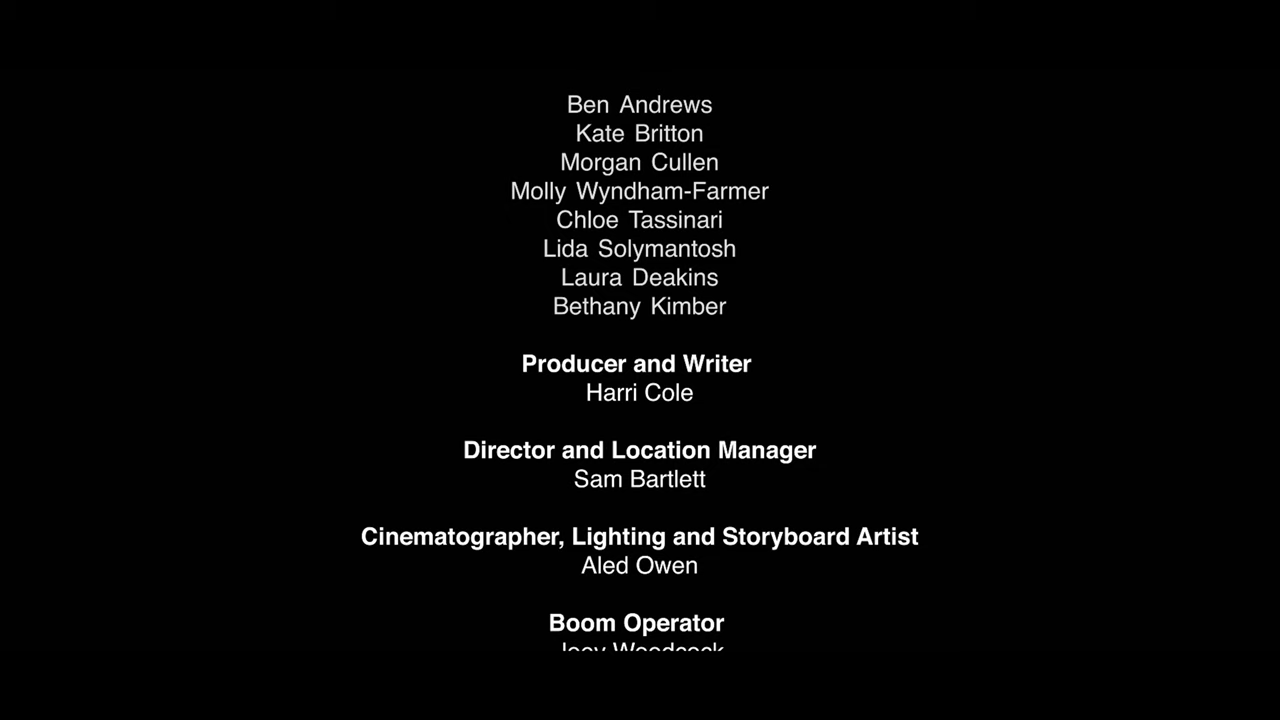 Ben Andrews
Kate Britton
Morgan Cullen
Molly Wyndham-Farmer
Chloe Tassinari
Lida Solymantosh
Laura Deakins
Bethany Kimber
Producer and Writer
Harri Cole
Director and Location Manager
Sam Bartlett
Cinematographer, Lighting and Storyboard Artist
Aled Owen
Boom Operator